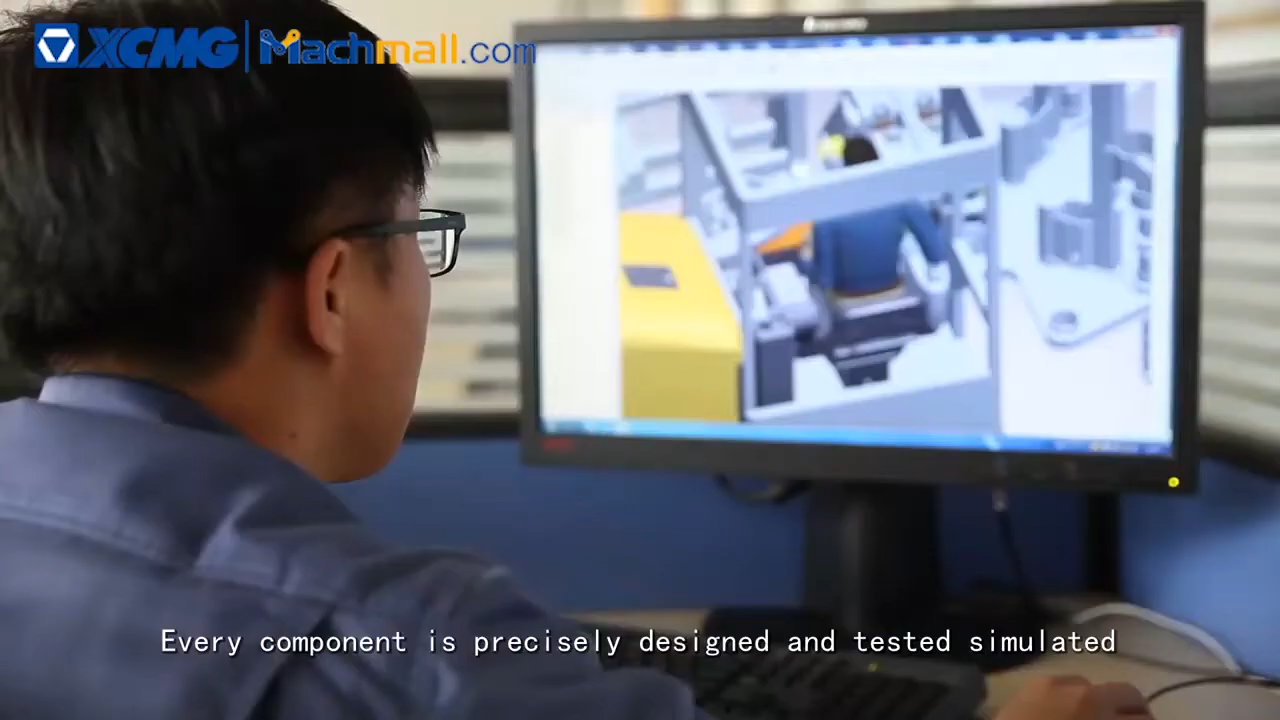 XCMG Machmall.com
Every component is precisely designed and tested simulated